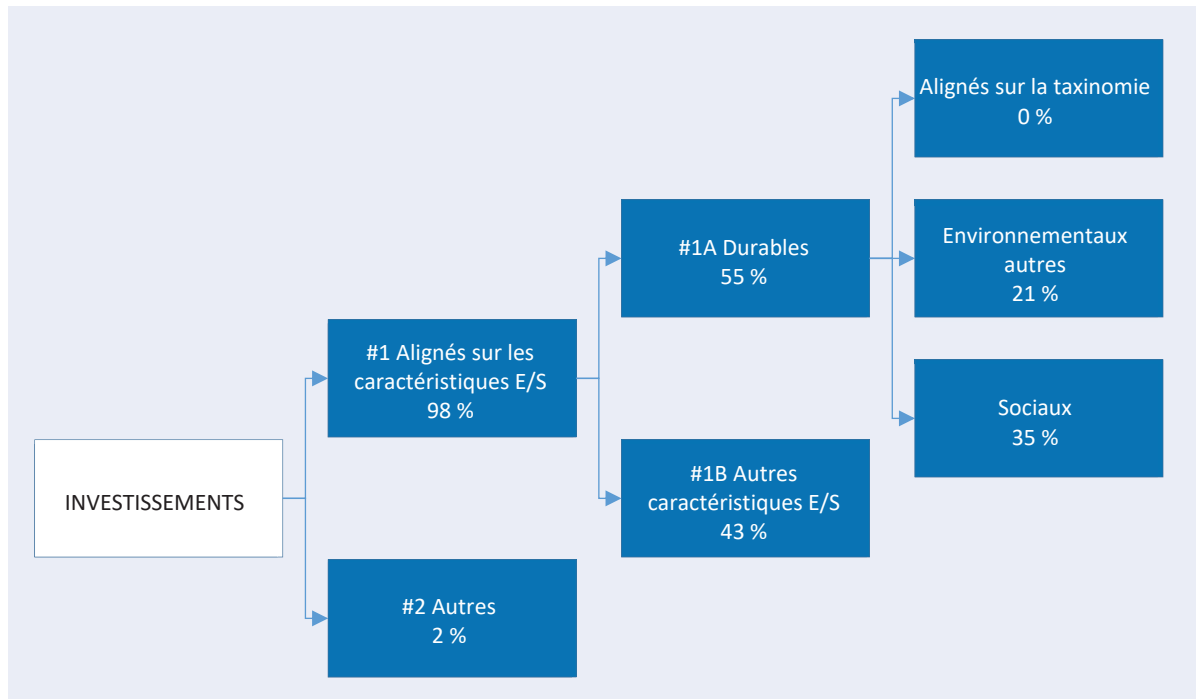 Alignés sur la taxinomie
0 %
#1A Durables
55 %
Environnementaux
autres
21 %
#1 Alignés sur les
caractéristiques E/S
98 %
Sociaux
35 %
INVESTISSEMENTS
#1B Autres
caractéristiques E/S
43 %
#2 Autres
2 %